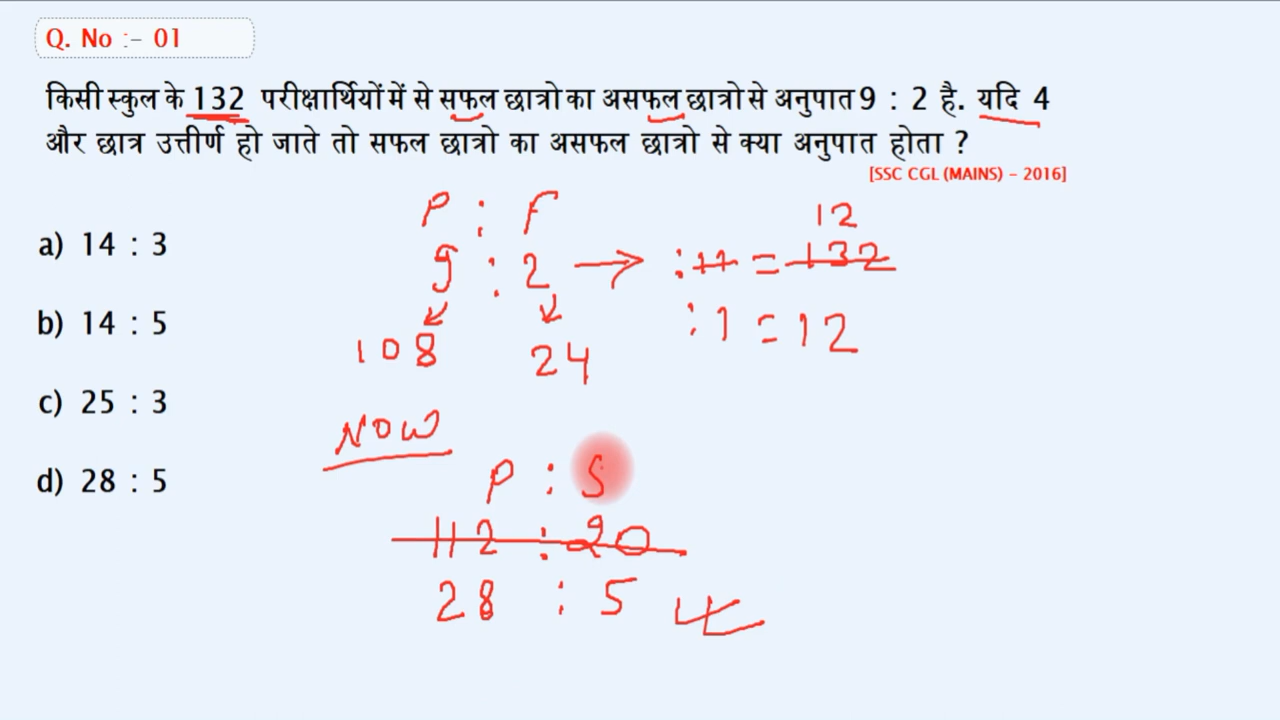 Q. No :- 01
किसी स्कुल के 132 परीक्षार्थियों में से सफल छात्रो का असफल छात्रो से अनुपात 9 : 2 है. यदि 4
और छात्र उत्तीर्ण हो जाते तो सफल छात्रो का असफल छात्रो से क्या अनुपात होता ?
[SSC CGL (MAINS) - 2016]
a) 14 : 3
b) 14 : 5
c) 25 : 3
d) 28 : 5
P : F
12
9 : 2 → : 11 = 132
: 1 = 12
108 24
NOW
P : S
112 : 20
28 : 5